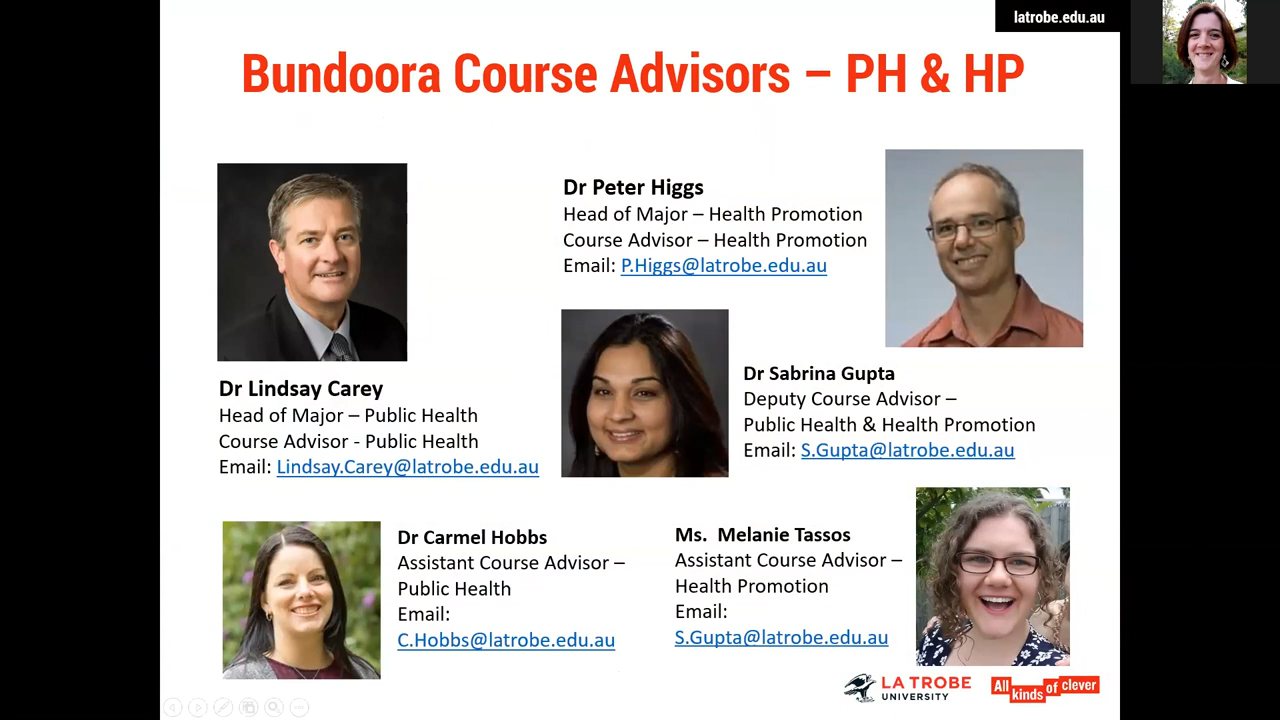 latrobe.edu.au
Bundoora Course Advisors – PH & HP
Dr Peter Higgs
Head of Major – Health Promotion
Course Advisor – Health Promotion
Email: P.Higgs@latrobe.edu.au
Dr Lindsay Carey
Head of Major – Public Health
Course Advisor - Public Health
Email: Lindsay.Carey@latrobe.edu.au
Dr Sabrina Gupta
Deputy Course Advisor –
Public Health & Health Promotion
Email: S.Gupta@latrobe.edu.au
Dr Carmel Hobbs
Assistant Course Advisor –
Public Health
Email:
C.Hobbs@latrobe.edu.au
Ms. Melanie Tassos
Assistant Course Advisor –
Health Promotion
Email:
S.Gupta@latrobe.edu.au
LA TROBE
UNIVERSITY
All kinds of clever